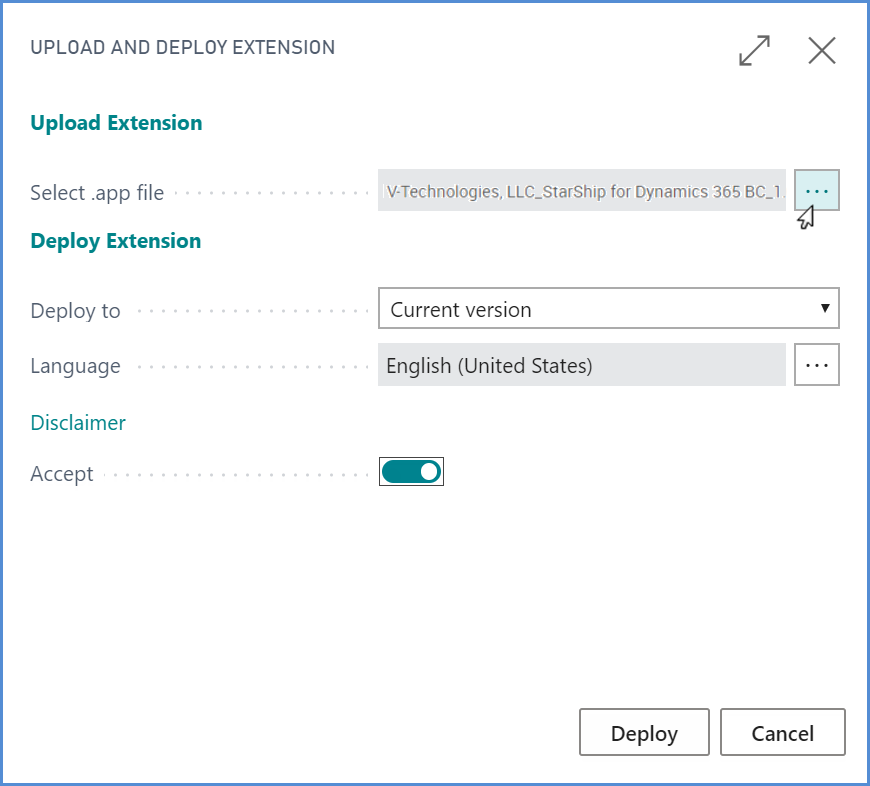 UPLOAD AND DEPLOY EXTENSION
Upload Extension
Select .app file V-Technologies, LLC_StarShip for Dynamics 365 BC_1. ...
Deploy Extension
Deploy to Current version
Language English (United States) ...
Disclaimer
Accept
Deploy Cancel